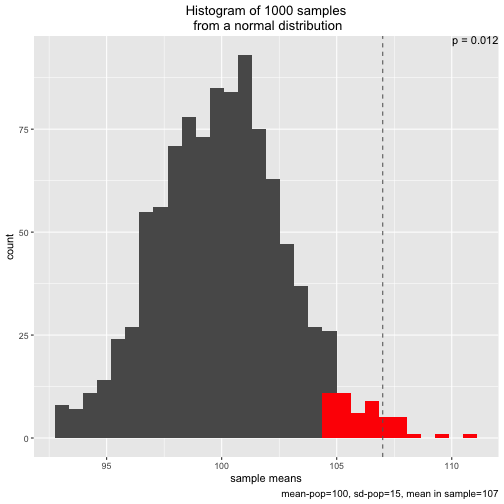 Histogram of 1000 samples
from a normal distribution
p = 0.012
75
50
25
0
count
95
100
105
110
sample means
mean-pop=100, sd-pop=15, mean in sample=107